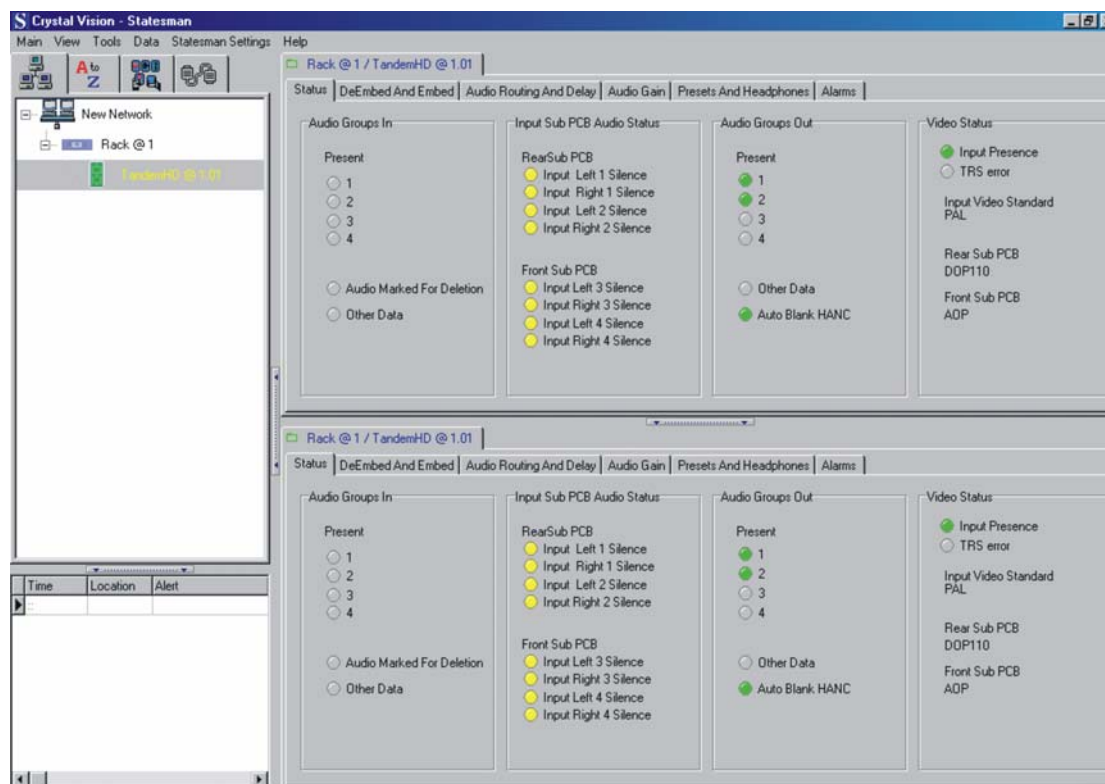 Crystal Vision - Statesman
Main View Tools Data Statesman Settings Help
A to Z
New Network
Rack @ 1
TandemHD @ 1.01
Time Location Alert
::
Rack @ 1 / TandemHD @ 1.01
Status DeEmbed And Embed Audio Routing And Delay Audio Gain Presets And Headphones Alarms
Audio Groups In
Present
1
2
3
4
Audio Marked For Deletion
Other Data
Input Sub PCB Audio Status
RearSub PCB
Input Left 1 Silence
Input Right 1 Silence
Input Left 2 Silence
Input Right 2 Silence
Front Sub PCB
Input Left 3 Silence
Input Right 3 Silence
Input Left 4 Silence
Input Right 4 Silence
Audio Groups Out
Present
1
2
3
4
Other Data
Auto Blank HANC
Video Status
Input Presence
TRS error
Input Video Standard
PAL
Rear Sub PCB
DOP110
Front Sub PCB
AOP
Rack @ 1 / TandemHD @ 1.01
Status DeEmbed And Embed Audio Routing And Delay Audio Gain Presets And Headphones Alarms
Audio Groups In
Present
1
2
3
4
Audio Marked For Deletion
Other Data
Input Sub PCB Audio Status
RearSub PCB
Input Left 1 Silence
Input Right 1 Silence
Input Left 2 Silence
Input Right 2 Silence
Front Sub PCB
Input Left 3 Silence
Input Right 3 Silence
Input Left 4 Silence
Input Right 4 Silence
Audio Groups Out
Present
1
2
3
4
Other Data
Auto Blank HANC
Video Status
Input Presence
TRS error
Input Video Standard
PAL
Rear Sub PCB
DOP110
Front Sub PCB
AOP